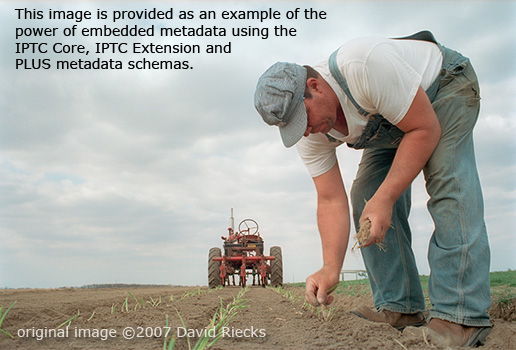 This image is provided as an example of the
power of embedded metadata using the
IPTC Core, IPTC Extension and
PLUS metadata schemas.
original image ©2007 David Riecks